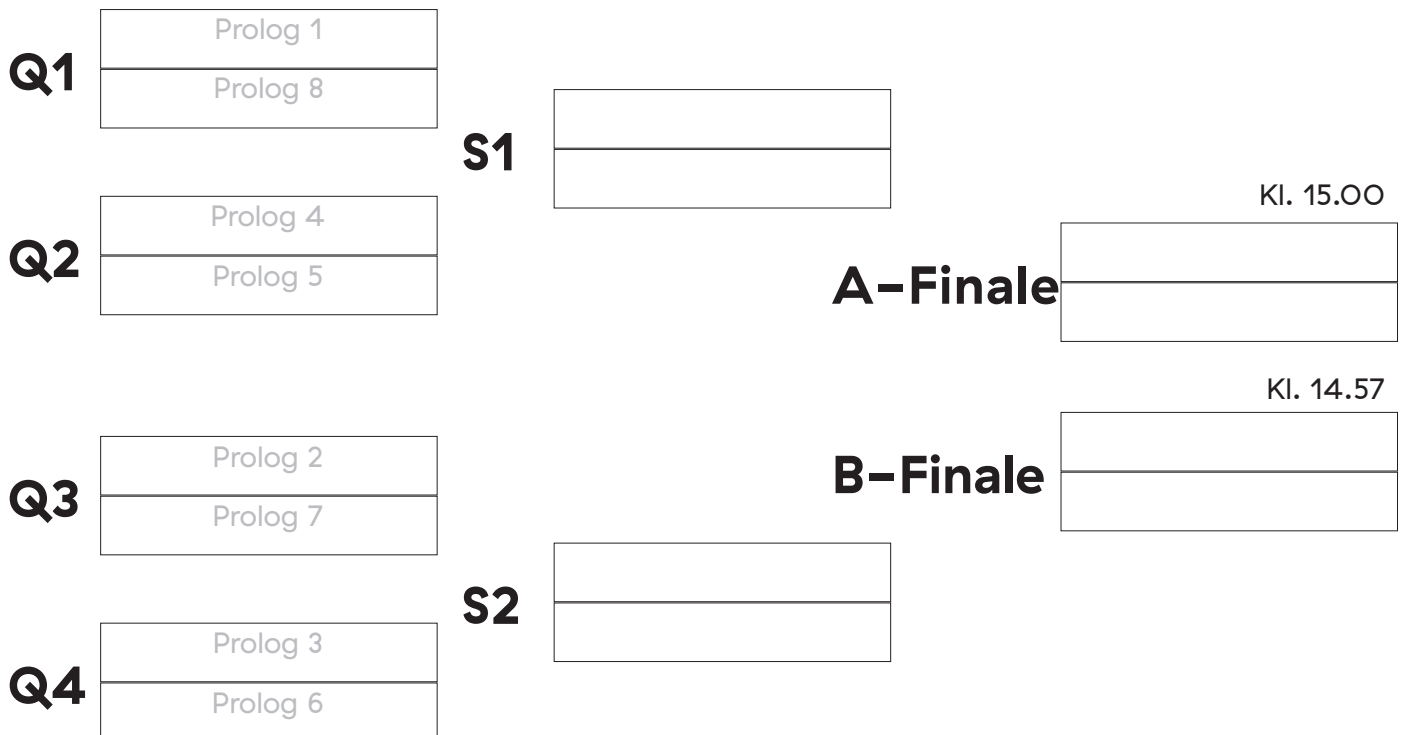 Q1
Prolog 1
Prolog 8
Q2
Prolog 4
Prolog 5
S1
Kl. 15.00
A-Finale
Kl. 14.57
B-Finale
Q3
Prolog 2
Prolog 7
S2
Q4
Prolog 3
Prolog 6